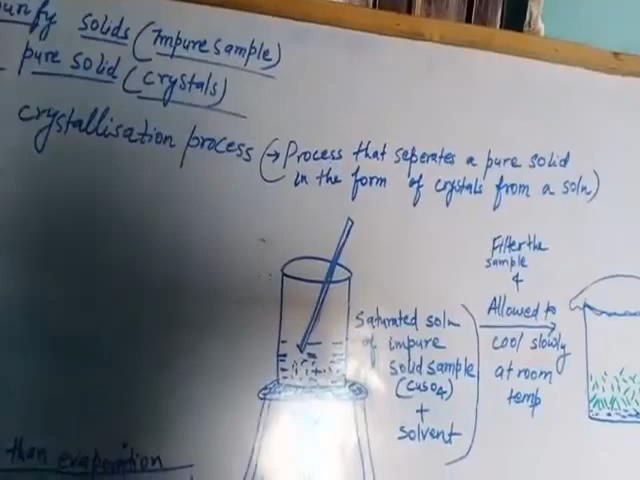 purify solids (Impure sample)
pure solid (crystals)
crystallisation process (→ Process that seperates a pure solid
in the form of crystals from a soln)
Filter the
sample
&
Allowed to
cool slowly
at room
temp
Saturated soln
of impure
solid sample
(CuSO4)
+
solvent
than evaporition